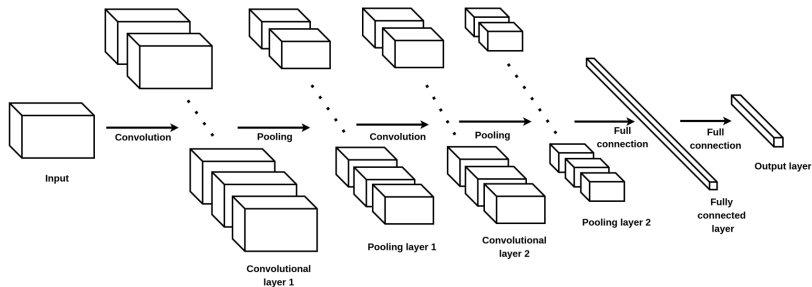 Input
Convolution
Convolutional
layer 1
Pooling
Pooling layer 1
Convolution
Convolutional
layer 2
Pooling
Pooling layer 2
Full
connection
Fully
connected
layer
Full
connection
Output layer